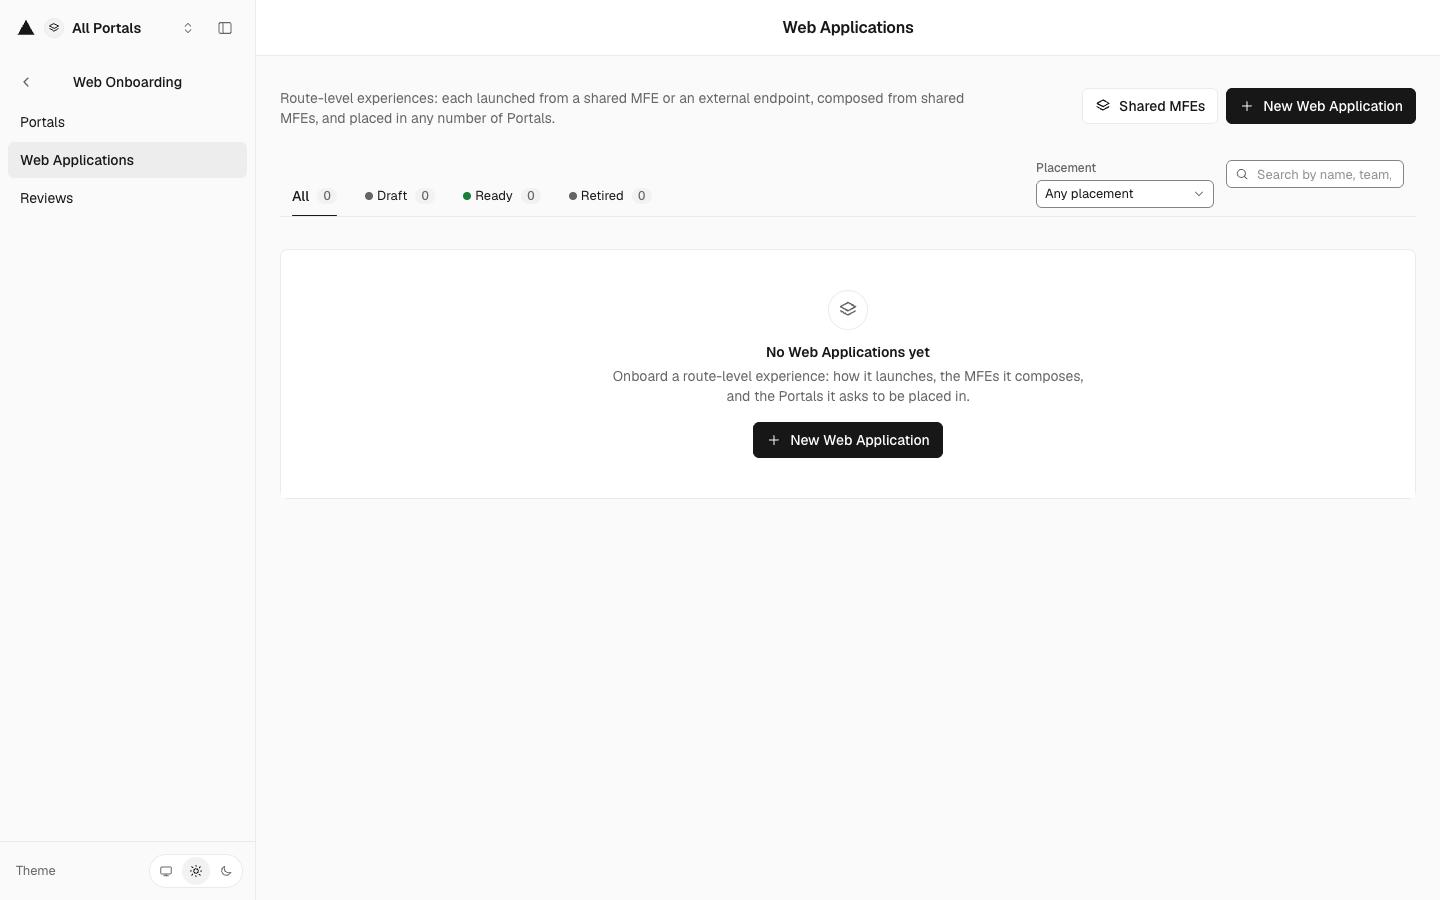 All Portals
Web Applications
Web Onboarding
Portals
Web Applications
Reviews
Route-level experiences: each launched from a shared MFE or an external endpoint, composed from shared
MFEs, and placed in any number of Portals.
Shared MFEs
New Web Application
All 0
Draft 0
Ready 0
Retired 0
Placement
Any placement
Search by name, team,
No Web Applications yet
Onboard a route-level experience: how it launches, the MFEs it composes,
and the Portals it asks to be placed in.
New Web Application
Theme